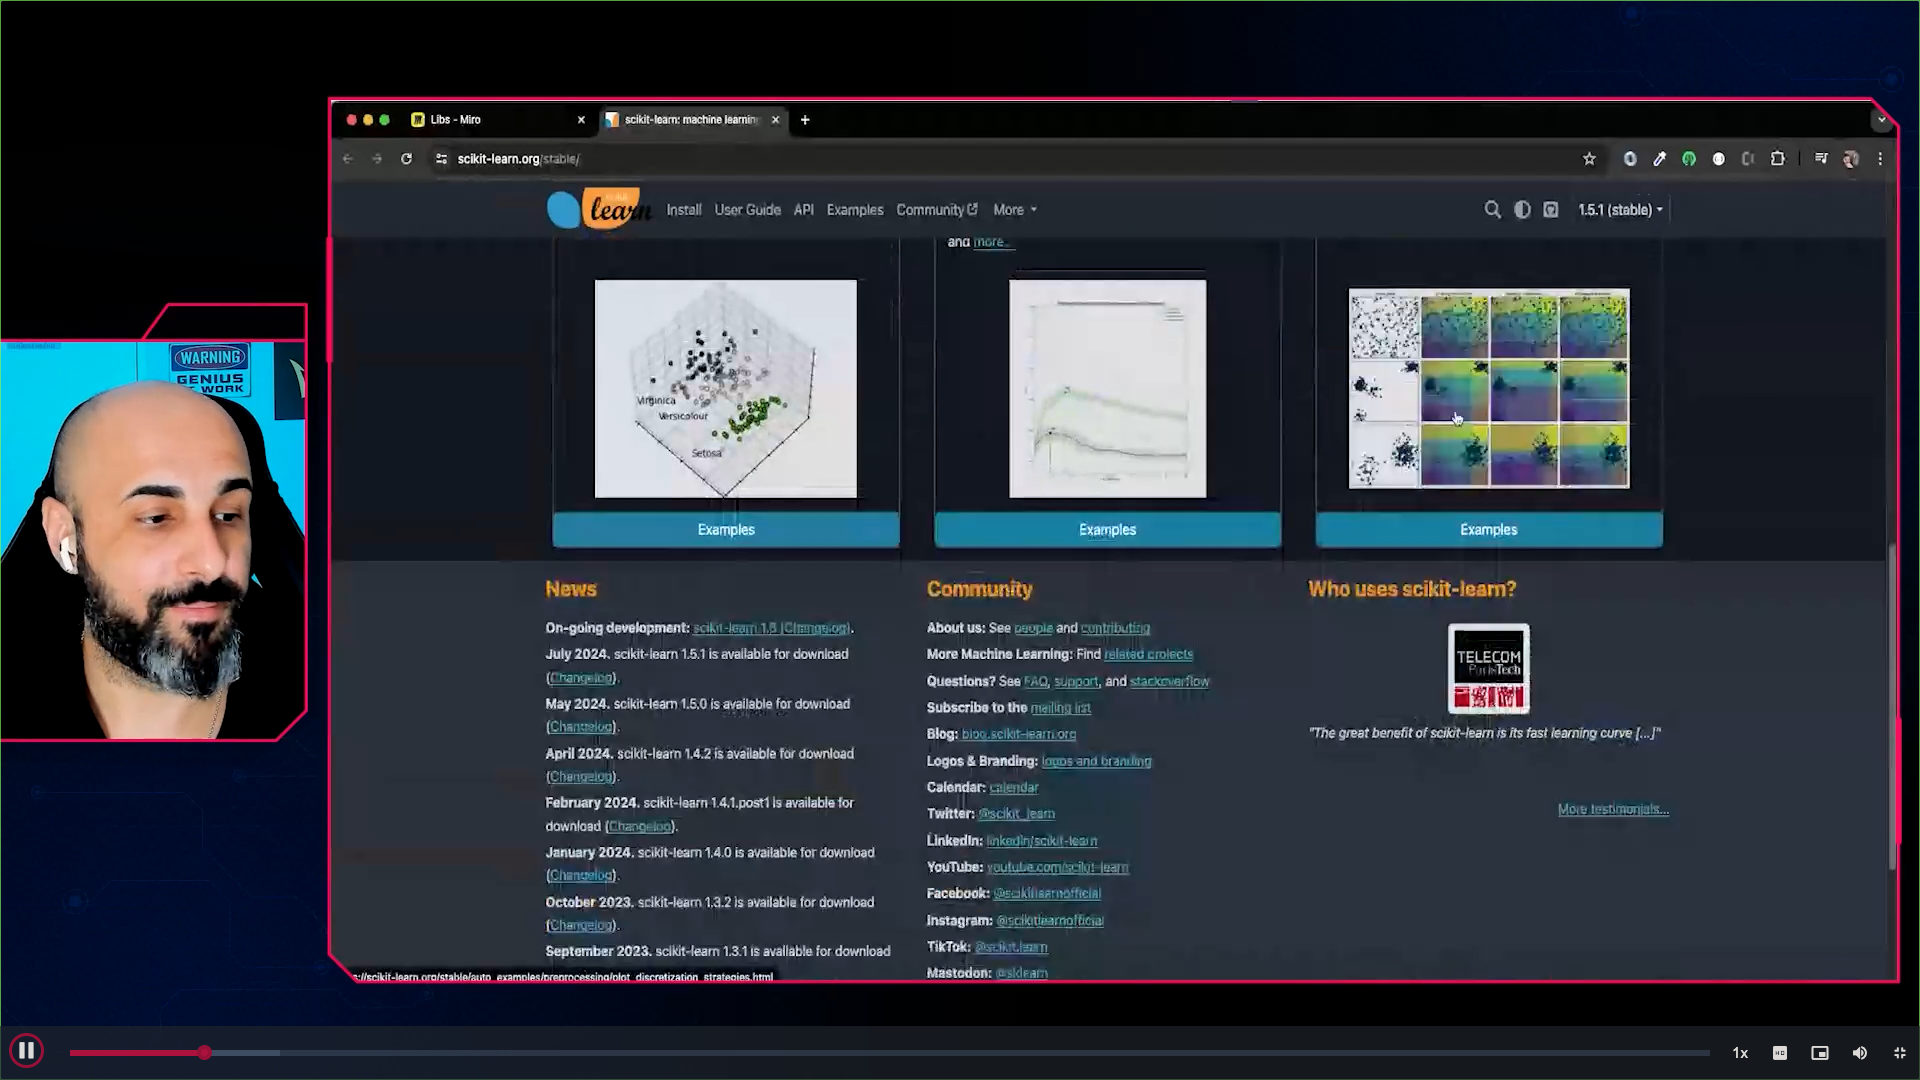 Libs - Miro
scikit-learn: machine learning
scikit-learn.org/stable/
learn
Install
User Guide
API
Examples
Community
More
1.5.1 (stable)
and more...
WARNING
GENIUS
WORK
Virginica
Versicolour
Setosa
Examples
Examples
Examples
News
On-going development: scikit-learn 1.6 (Changelog).
July 2024. scikit-learn 1.5.1 is available for download
(Changelog).
May 2024. scikit-learn 1.5.0 is available for download
(Changelog).
April 2024. scikit-learn 1.4.2 is available for download
(Changelog).
February 2024. scikit-learn 1.4.1.post1 is available for
download (Changelog).
January 2024. scikit-learn 1.4.0 is available for download
(Changelog).
October 2023. scikit-learn 1.3.2 is available for download
(Changelog).
September 2023. scikit-learn 1.3.1 is available for download
Community
About us: See people and contributing
More Machine Learning: Find related projects
Questions? See FAQ, support, and stackoverflow
Subscribe to the mailing list
Blog: blog.scikit-learn.org
Logos & Branding: logos and branding
Calendar: calendar
Twitter: @scikit_learn
LinkedIn: linkedin/scikit-learn
YouTube: youtube.com/scikit-learn
Facebook: @scikitlearnofficial
Instagram: @scikitlearnofficial
TikTok: @scikit.learn
Mastodon: @sklearn
Who uses scikit-learn?
TELECOM
ParisTech
"The great benefit of scikit-learn is its fast learning curve [...]"
More testimonials...
s://scikit-learn.org/stable/auto_examples/preprocessing/plot_discretization_strategies.html
1x
HD